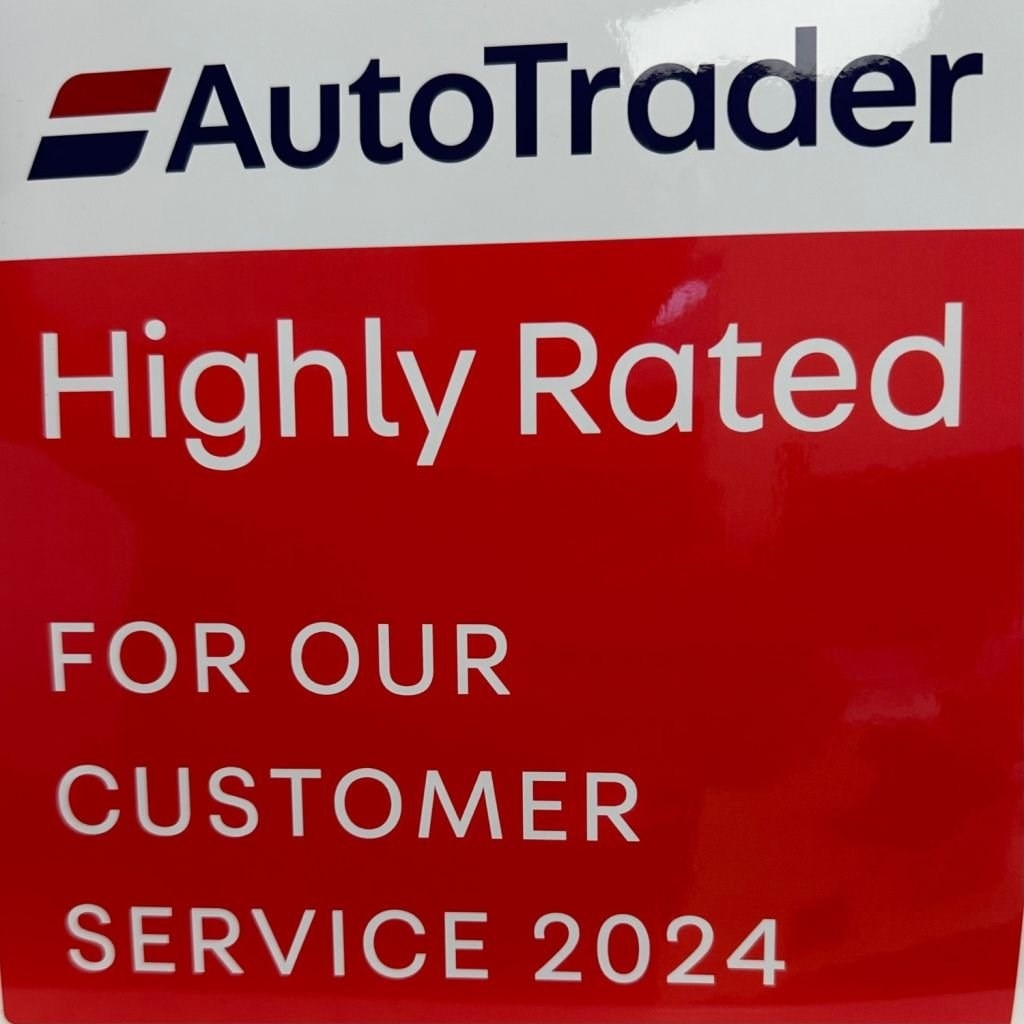 AutoTrader
Highly Rated
FOR OUR
CUSTOMER
SERVICE 2024